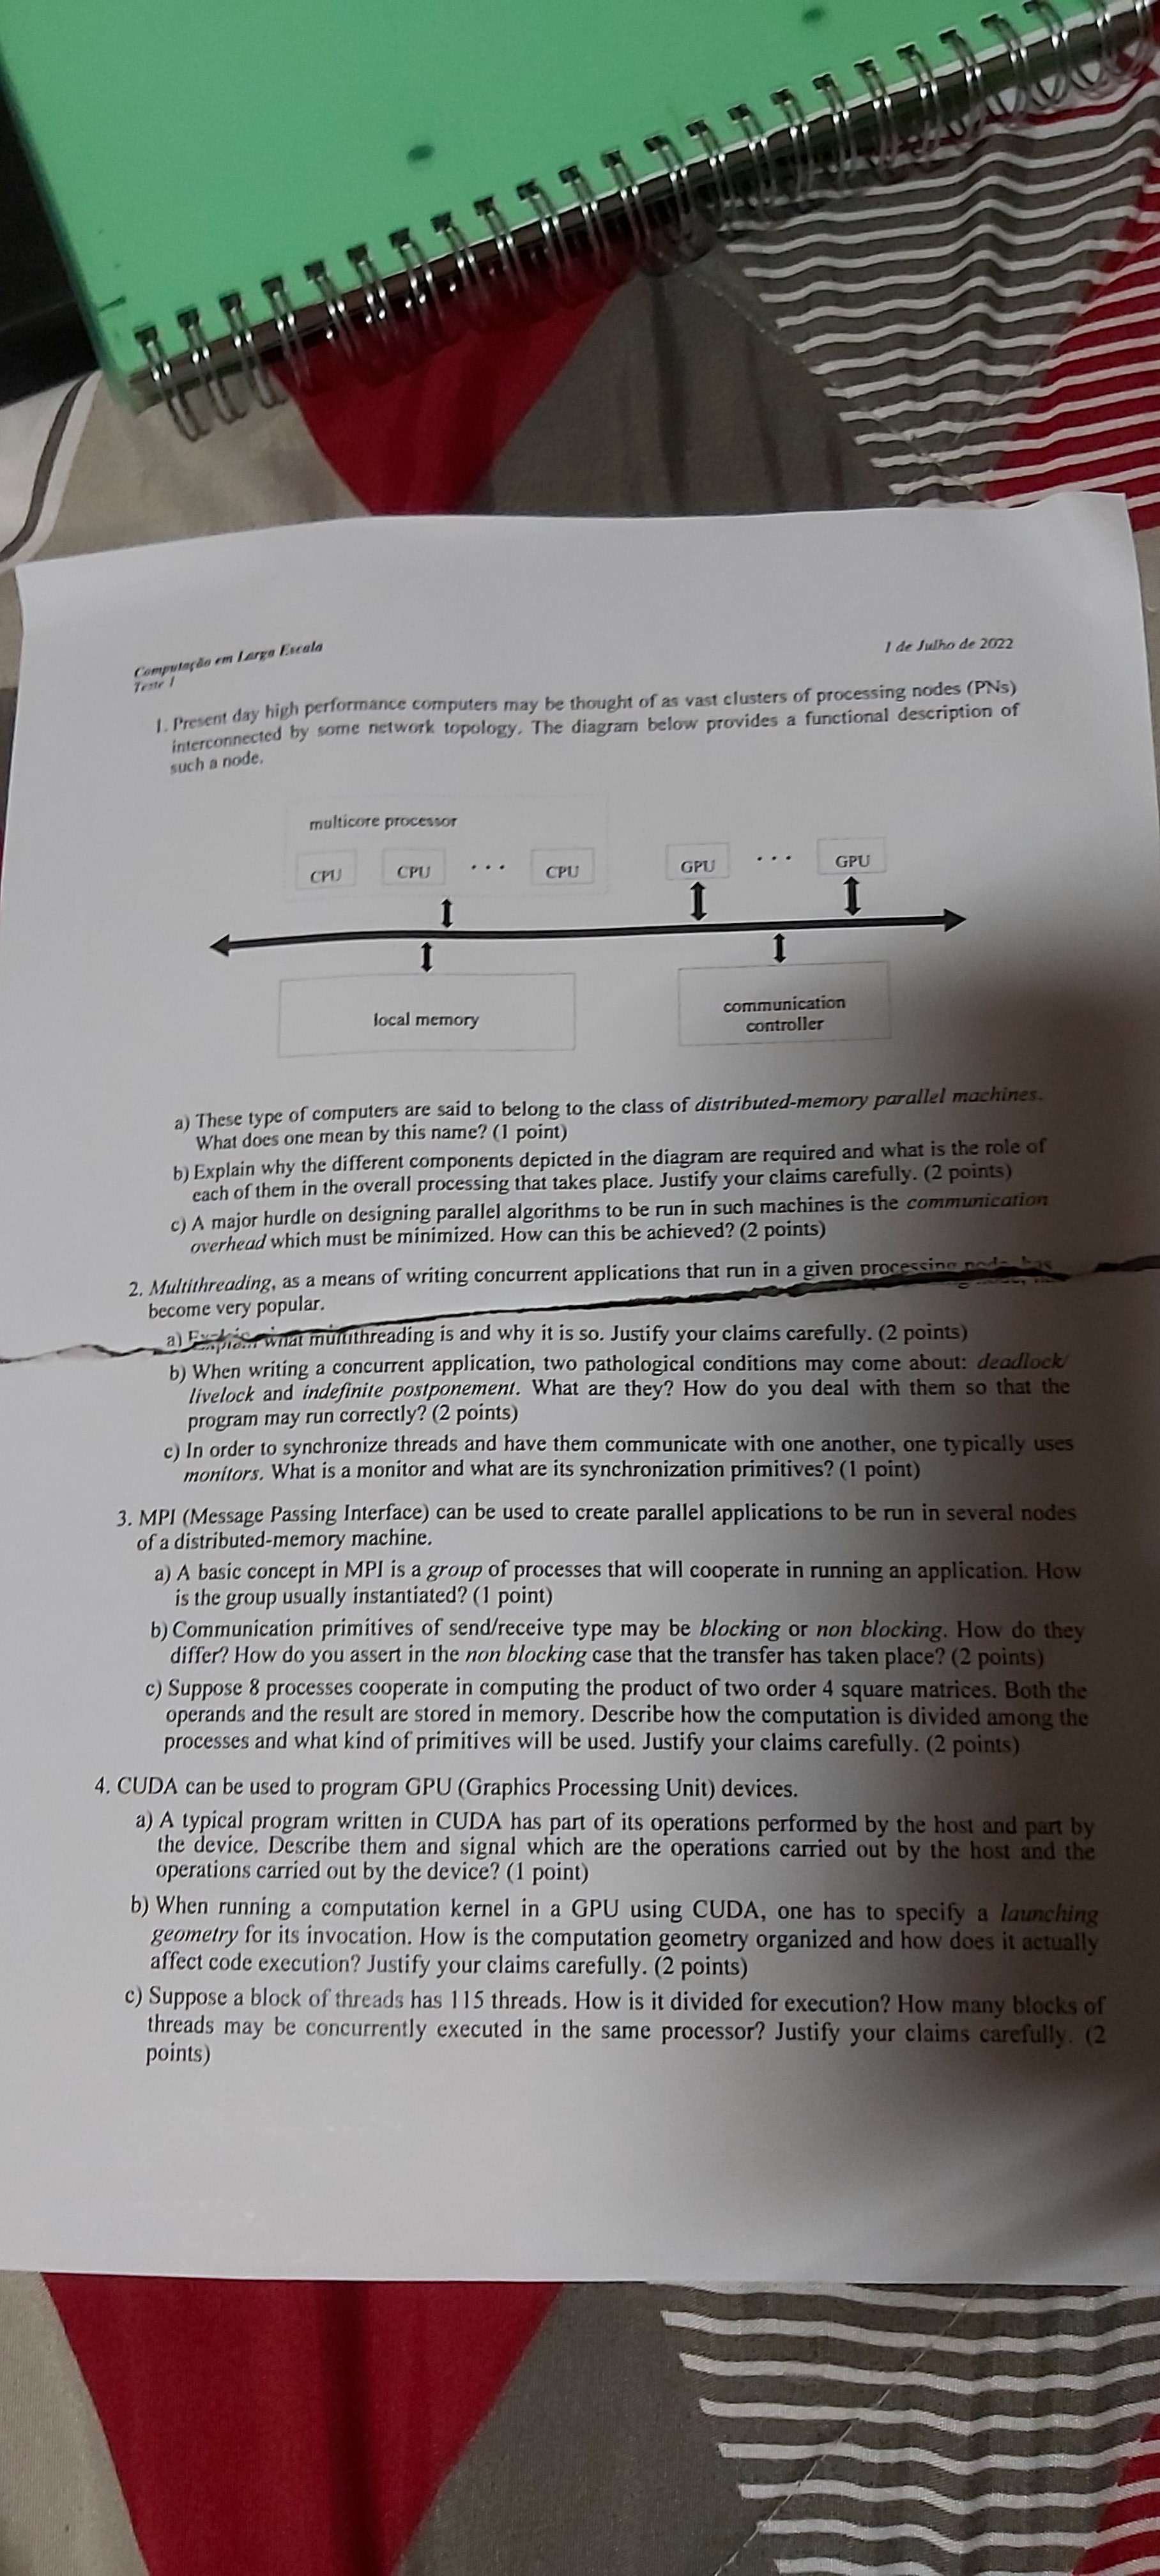 Computação em Larga Escala
1 de Julho de 2022
Teste 1
1. Present day high performance computers may be thought of as vast clusters of processing nodes (PNs)
interconnected by some network topology. The diagram below provides a functional description of
such a node.
multicore processor
CPU CPU . . . CPU GPU . . . GPU
local memory
communication
controller
a) These type of computers are said to belong to the class of distributed-memory parallel machines.
What does one mean by this name? (1 point)
b) Explain why the different components depicted in the diagram are required and what is the role of
each of them in the overall processing that takes place. Justify your claims carefully. (2 points)
c) A major hurdle on designing parallel algorithms to be run in such machines is the communication
overhead which must be minimized. How can this be achieved? (2 points)
2. Multithreading, as a means of writing concurrent applications that run in a given processing
become very popular.
a) what multithreading is and why it is so. Justify your claims carefully. (2 points)
b) When writing a concurrent application, two pathological conditions may come about: deadlock/
livelock and indefinite postponement. What are they? How do you deal with them so that the
program may run correctly? (2 points)
c) In order to synchronize threads and have them communicate with one another, one typically uses
monitors. What is a monitor and what are its synchronization primitives? (1 point)
3. MPI (Message Passing Interface) can be used to create parallel applications to be run in several nodes
of a distributed-memory machine.
a) A basic concept in MPI is a group of processes that will cooperate in running an application. How
is the group usually instantiated? (1 point)
b) Communication primitives of send/receive type may be blocking or non blocking. How do they
differ? How do you assert in the non blocking case that the transfer has taken place? (2 points)
c) Suppose 8 processes cooperate in computing the product of two order 4 square matrices. Both the
operands and the result are stored in memory. Describe how the computation is divided among the
processes and what kind of primitives will be used. Justify your claims carefully. (2 points)
4. CUDA can be used to program GPU (Graphics Processing Unit) devices.
a) A typical program written in CUDA has part of its operations performed by the host and part by
the device. Describe them and signal which are the operations carried out by the host and the
operations carried out by the device? (1 point)
b) When running a computation kernel in a GPU using CUDA, one has to specify a launching
geometry for its invocation. How is the computation geometry organized and how does it actually
affect code execution? Justify your claims carefully. (2 points)
c) Suppose a block of threads has 115 threads. How is it divided for execution? How many blocks of
threads may be concurrently executed in the same processor? Justify your claims carefully. (2
points)